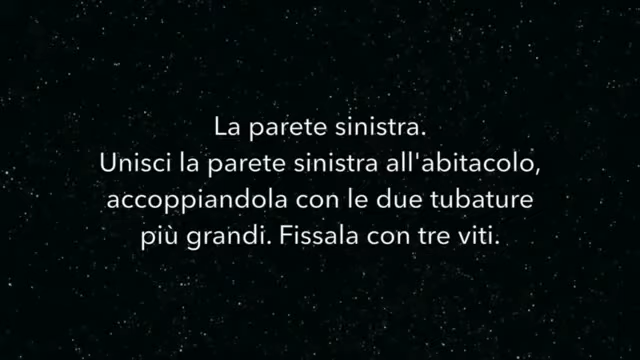 La parete sinistra.
Unisci la parete sinistra all'abitacolo,
accoppiandola con le due tubature
più grandi. Fissala con tre viti.